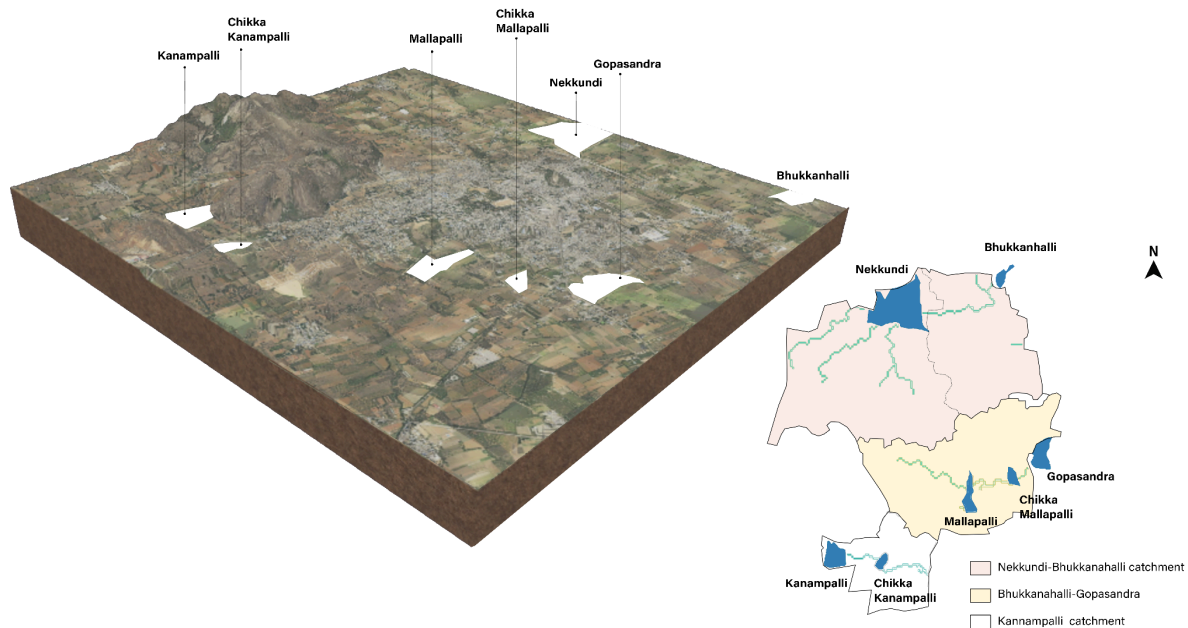 Kanampalli
Chikka
Kanampalli
Mallapalli
Chikka
Mallapalli
Nekkundi
Gopasandra
Bhukkanhalli
Bhukkanhalli
N
Nekkundi
Gopasandra
Chikka
Mallapalli
Mallapalli
Kanampalli
Chikka
Kanampalli
Nekkundi-Bhukkanahalli catchment
Bhukkanahalli-Gopasandra
Kannampalli catchment